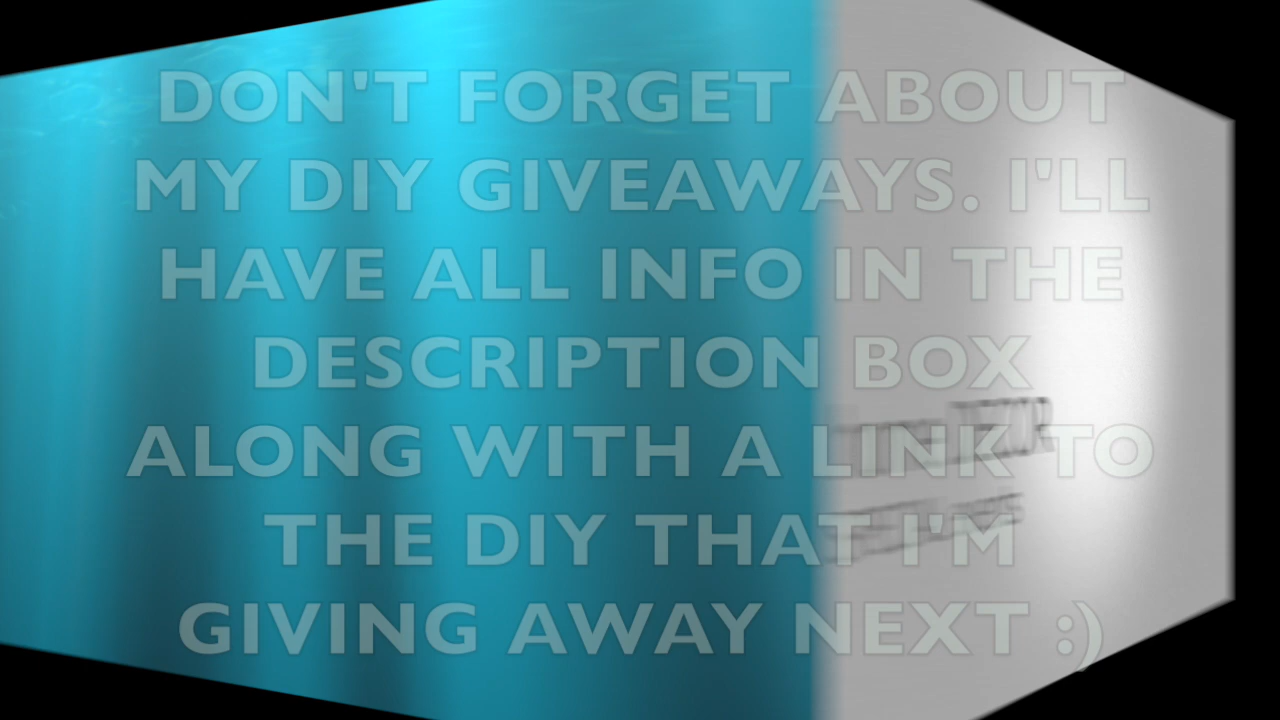 DON'T FORGET ABOUT
MY DIY GIVEAWAYS. I'LL
HAVE ALL INFO IN THE
DESCRIPTION BOX
ALONG WITH A LINK TO
THE DIY THAT I'M
GIVING AWAY NEXT :)